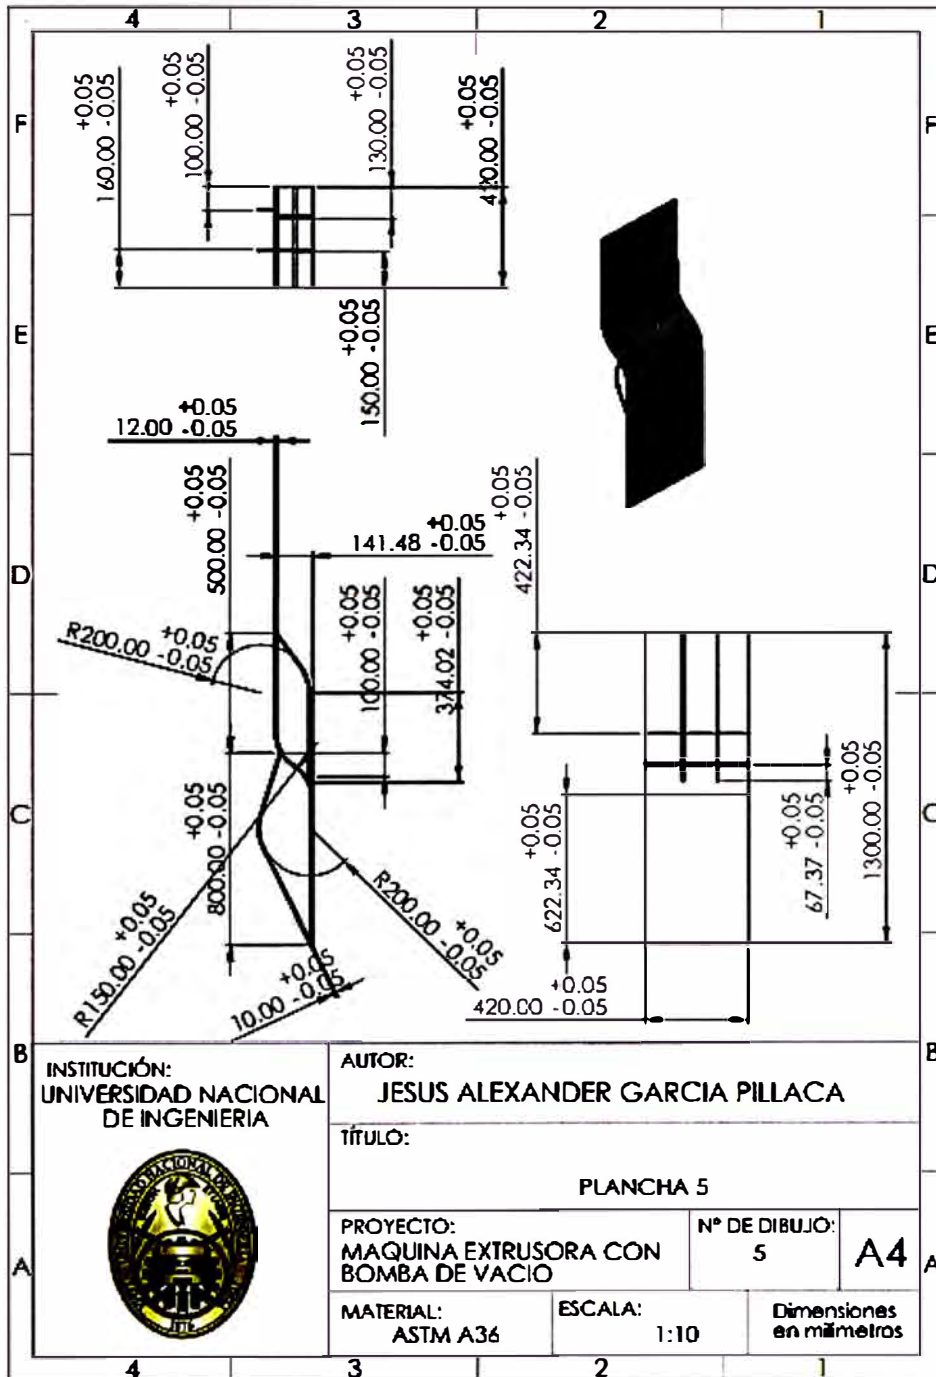 4 3 2 1
F F
+0.05
160.00 -0.05
+0.05
100.00 -0.05
+0.05
130.00 -0.05
+0.05
420.00 -0.05
E E
+0.05
150.00 -0.05
+0.05
12.00 -0.05
+0.05
500.00 -0.05
+0.05
141.48 -0.05
+0.05
422.34 -0.05
D D
+0.05
R200.00 -0.05
+0.05
100.00 -0.05
+0.05
374.02 -0.05
C C
+0.05
800.00 -0.05
+0.05
622.34 -0.05
+0.05
67.37 -0.05
+0.05
1300.00 -0.05
+0.05
R150.00 -0.05
+0.05
R200.00 -0.05
+0.05
10.00 -0.05
+0.05
420.00 -0.05
B B
INSTITUCIÓN:
UNIVERSIDAD NACIONAL
DE INGENIERIA
AUTOR:
JESUS ALEXANDER GARCIA PILLACA
TÍTULO:
PLANCHA 5
PROYECTO:
MAQUINA EXTRUSORA CON
BOMBA DE VACIO
Nº DE DIBUJO:
5
A4
A A
MATERIAL:
ASTM A36
ESCALA:
1:10
Dimensiones
en milímetros
1876
4 3 2 1